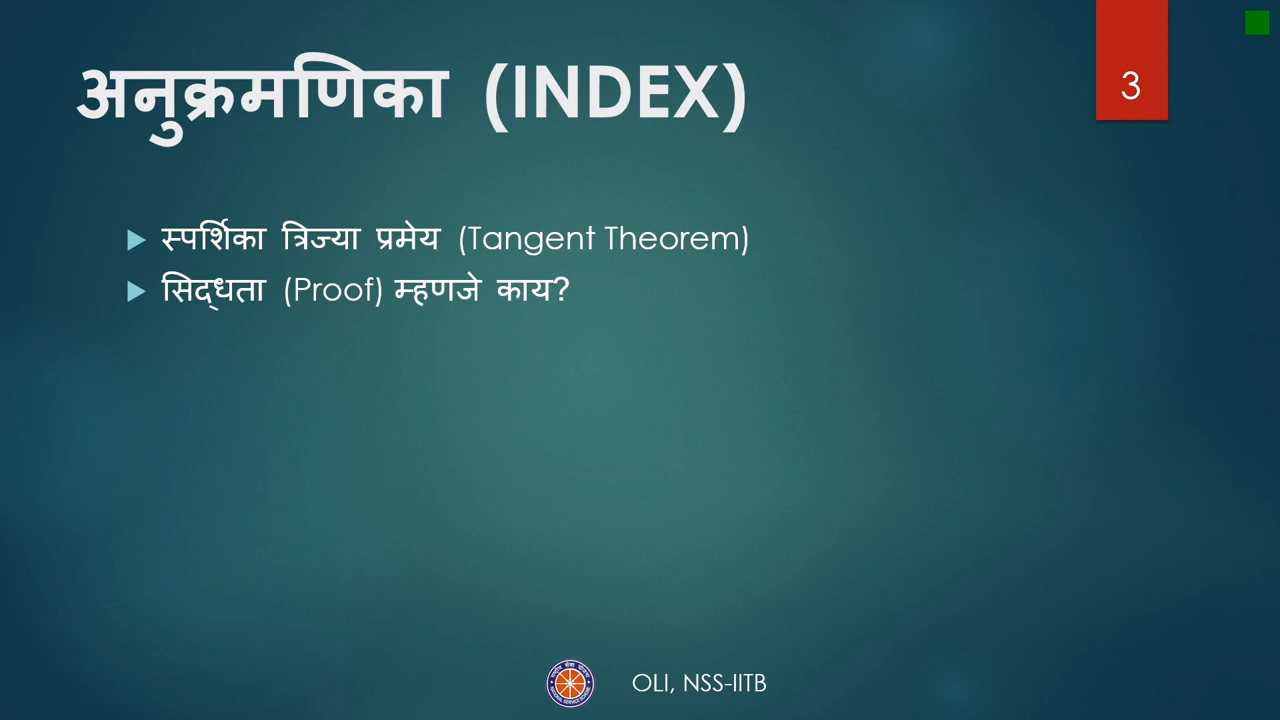 अनुक्रमणिका (INDEX)
3
स्पर्शिका त्रिज्या प्रमेय (Tangent Theorem)
सिद्धता (Proof) म्हणजे काय?
OLI, NSS-IITB